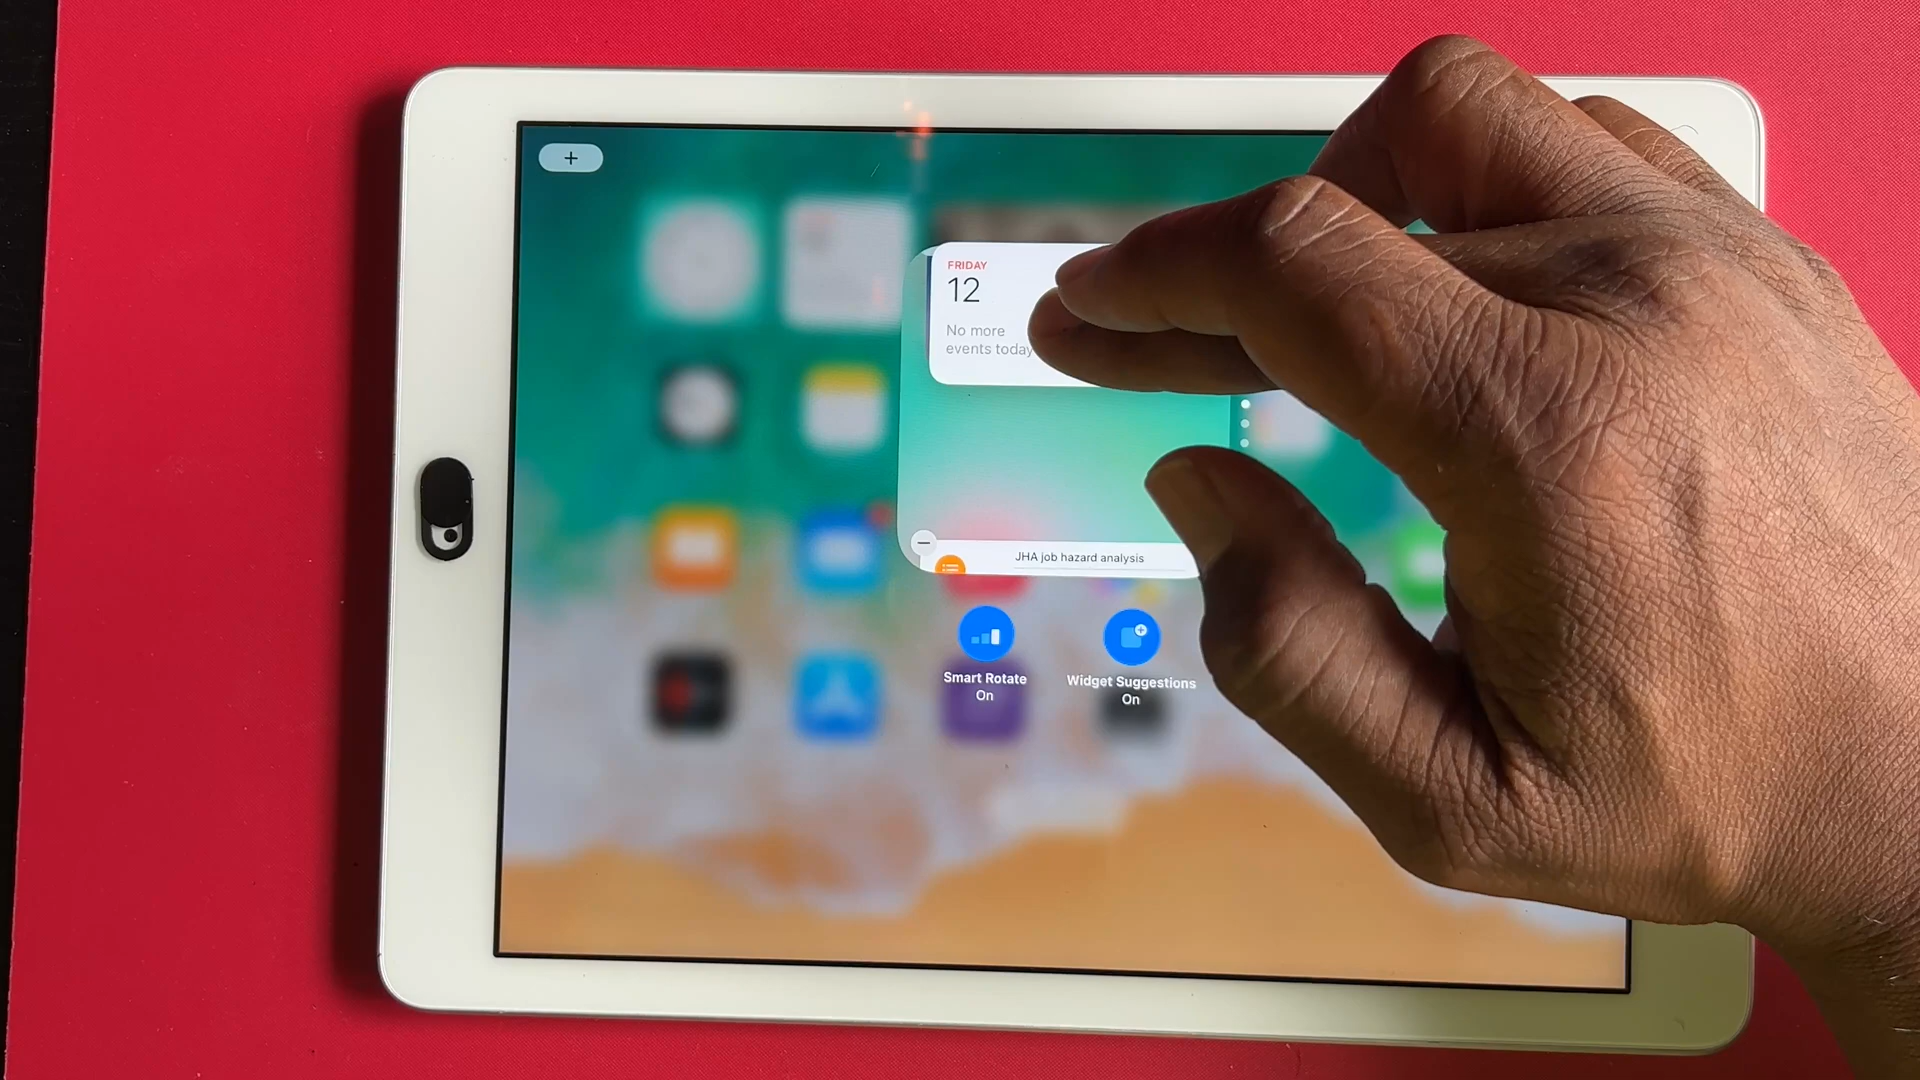 +
FRIDAY
12
No more
events today
JHA job hazard analysis
Smart Rotate
On
Widget Suggestions
On